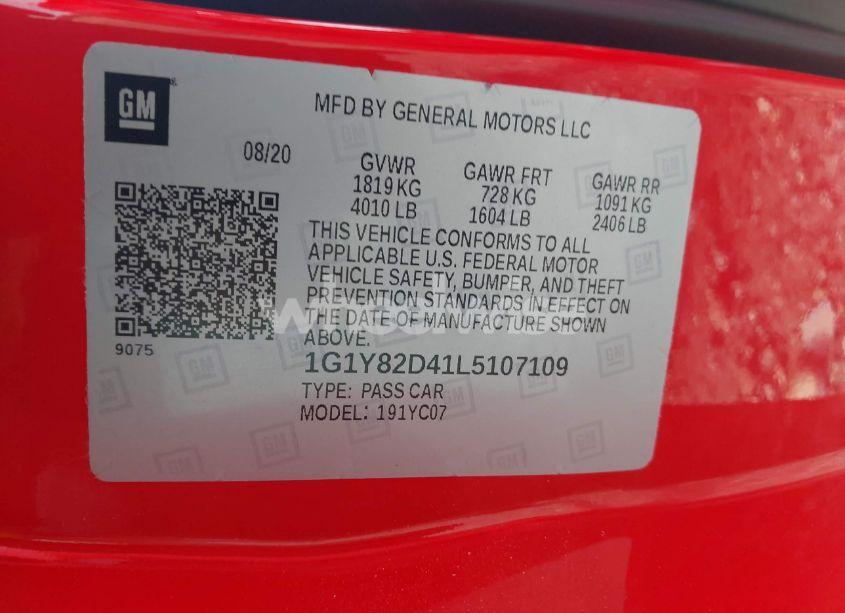 GM
MFD BY GENERAL MOTORS LLC
08/20
GVWR
1819 KG
4010 LB
GAWR FRT
728 KG
1604 LB
GAWR RR
1091 KG
2406 LB
THIS VEHICLE CONFORMS TO ALL
APPLICABLE U.S. FEDERAL MOTOR
VEHICLE SAFETY, BUMPER, AND THEFT
PREVENTION STANDARDS IN EFFECT ON
THE DATE OF MANUFACTURE SHOWN
ABOVE.
9075
1G1Y82D41L5107109
TYPE: PASS CAR
MODEL: 191YC07